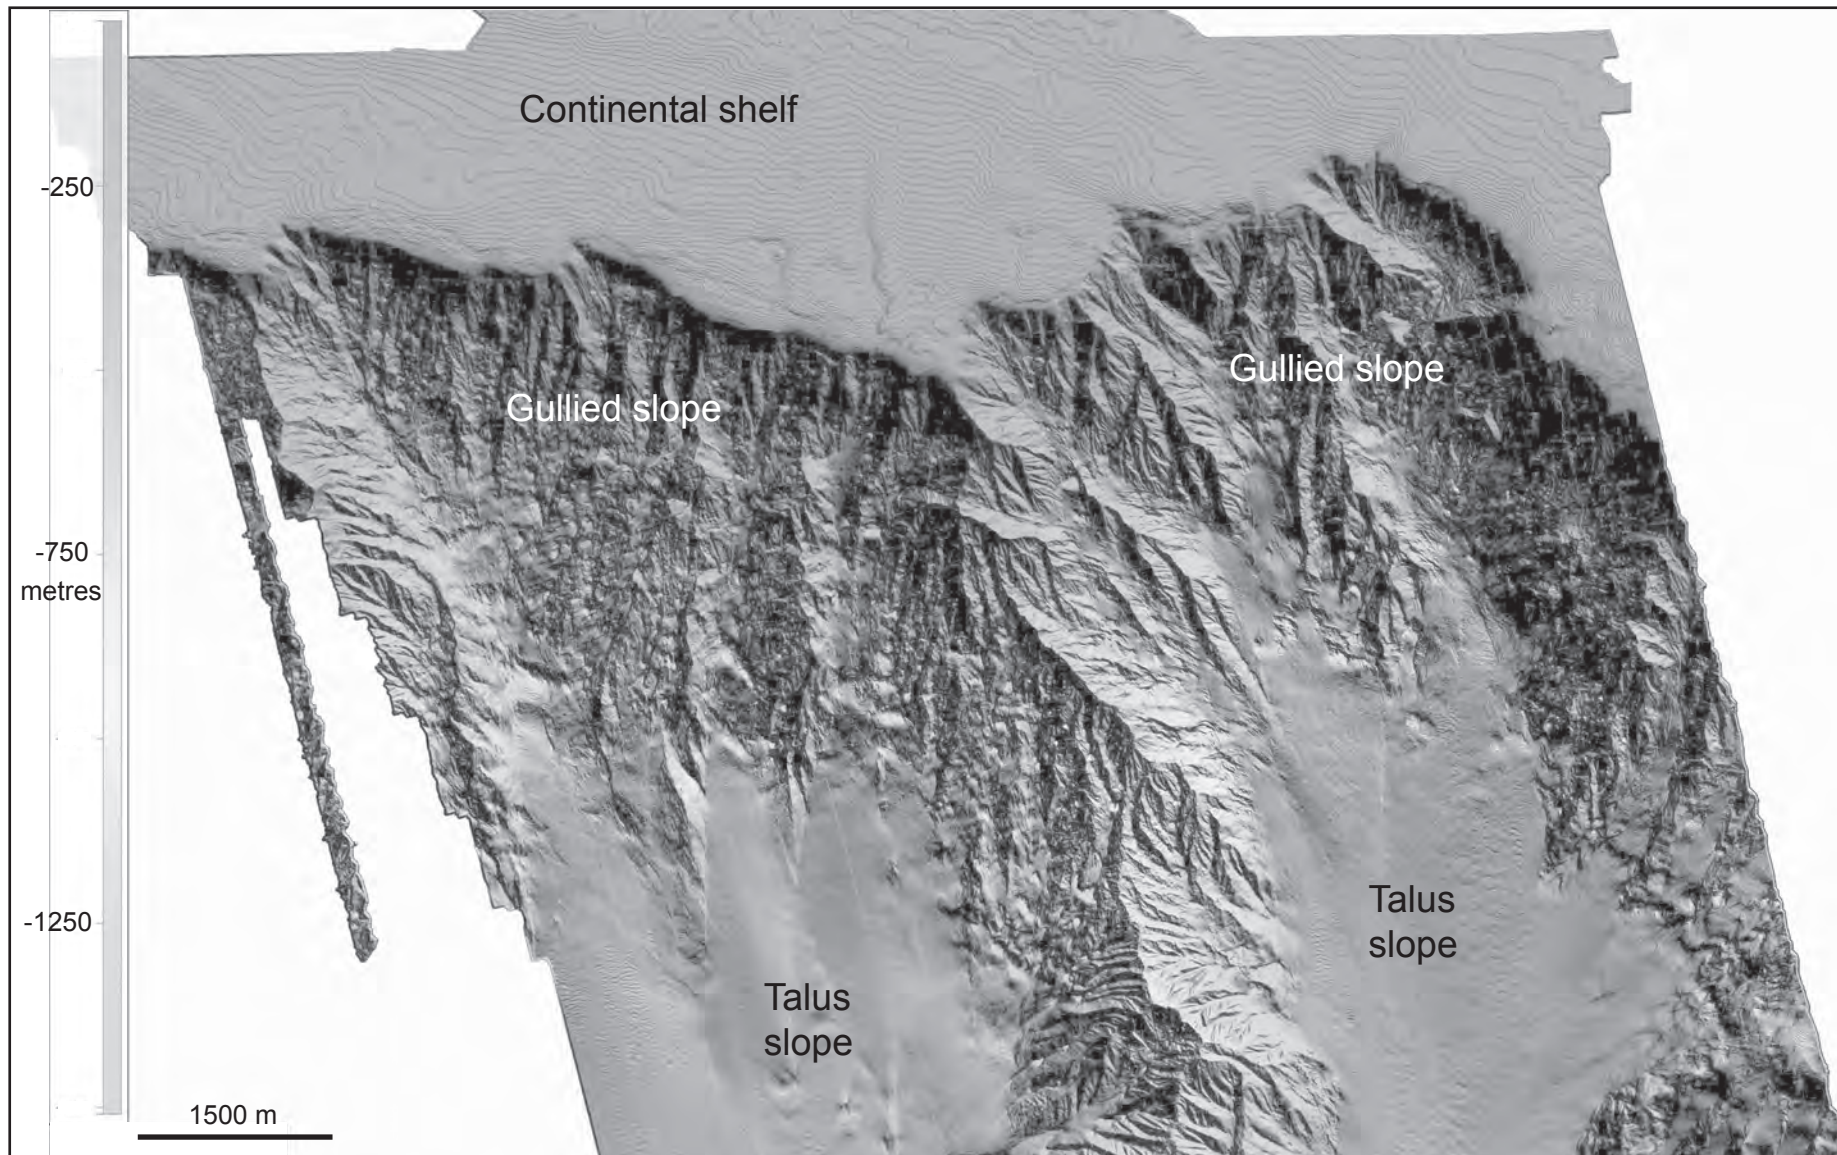 Continental shelf
-250
Gullied slope
Gullied slope
-750
metres
Talus
slope
-1250
Talus
slope
1500 m